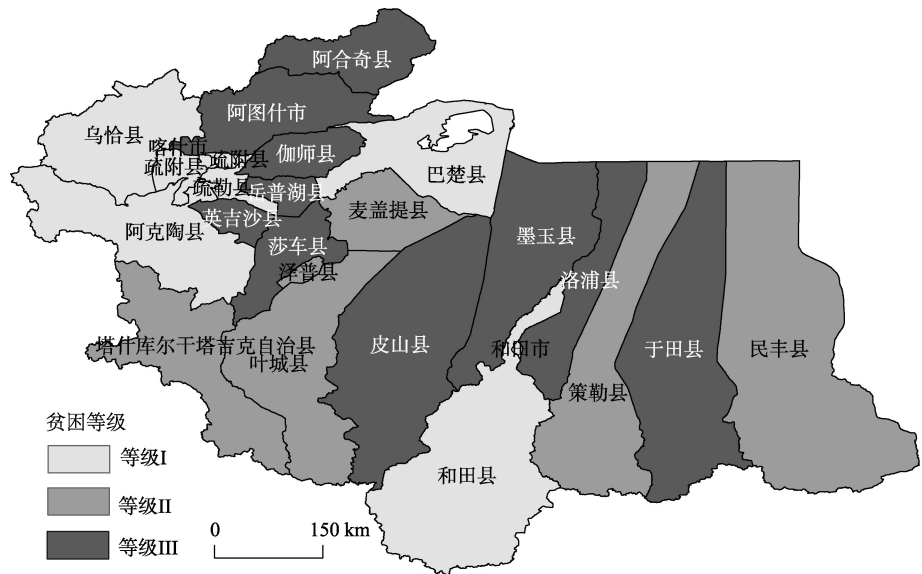 阿合奇县
阿图什市
乌恰县
喀什市
疏附县
疏附县
伽师县
巴楚县
疏勒县
岳普湖县
麦盖提县
英吉沙县
阿克陶县
莎车县
墨玉县
泽普县
洛浦县
塔什库尔干塔吉克自治县
叶城县
皮山县
和田市
于田县
民丰县
策勒县
和田县
贫困等级
等级I
等级II
等级III
0 150 km